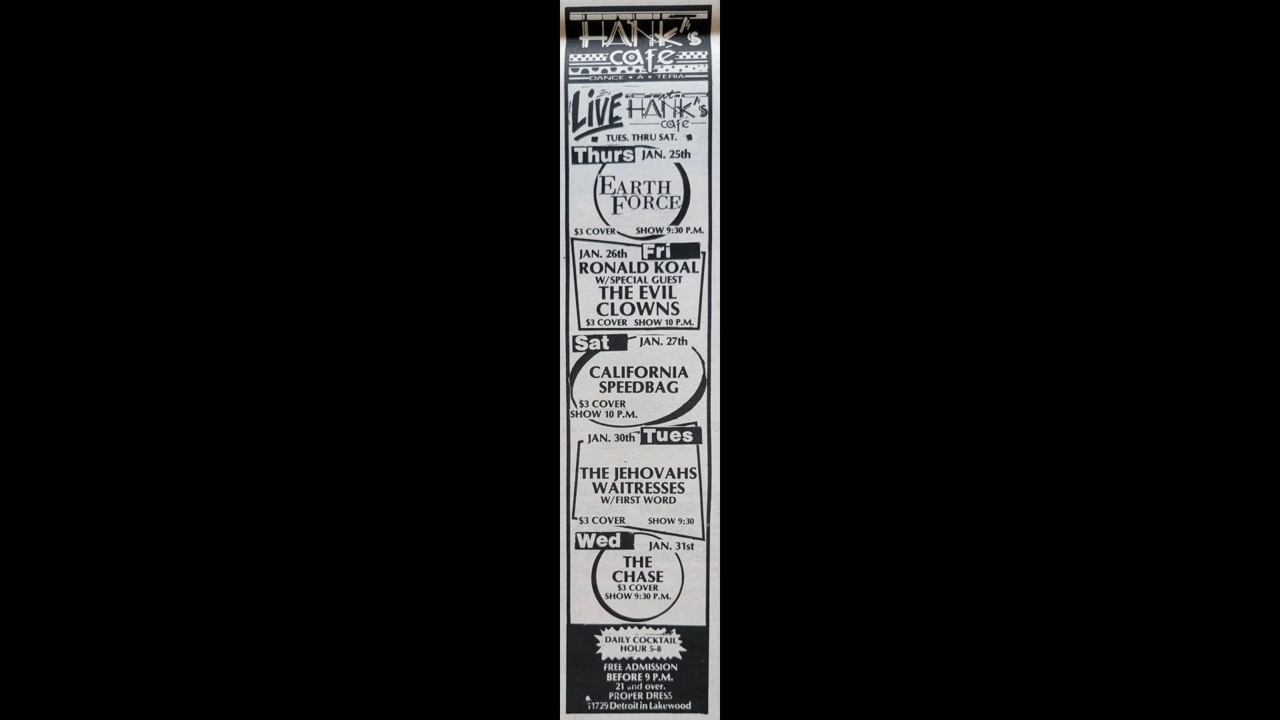 HANK'S
café
DANCE • A • TERIA
LIVE
HANK'S
café
TUES. THRU SAT.
Thurs JAN. 25th
EARTH
FORCE
$3 COVER SHOW 9:30 P.M.
JAN. 26th Fri
RONALD KOAL
W/SPECIAL GUEST
THE EVIL
CLOWNS
$3 COVER SHOW 10 P.M.
Sat JAN. 27th
CALIFORNIA
SPEEDBAG
$3 COVER
SHOW 10 P.M.
JAN. 30th Tues
THE JEHOVAHS
WAITRESSES
W/FIRST WORD
$3 COVER SHOW 9:30
Wed JAN. 31st
THE
CHASE
$3 COVER
SHOW 9:30 P.M.
DAILY COCKTAIL
HOUR 5-8
FREE ADMISSION
BEFORE 9 P.M.
21 and over.
PROPER DRESS
11729 Detroit in Lakewood